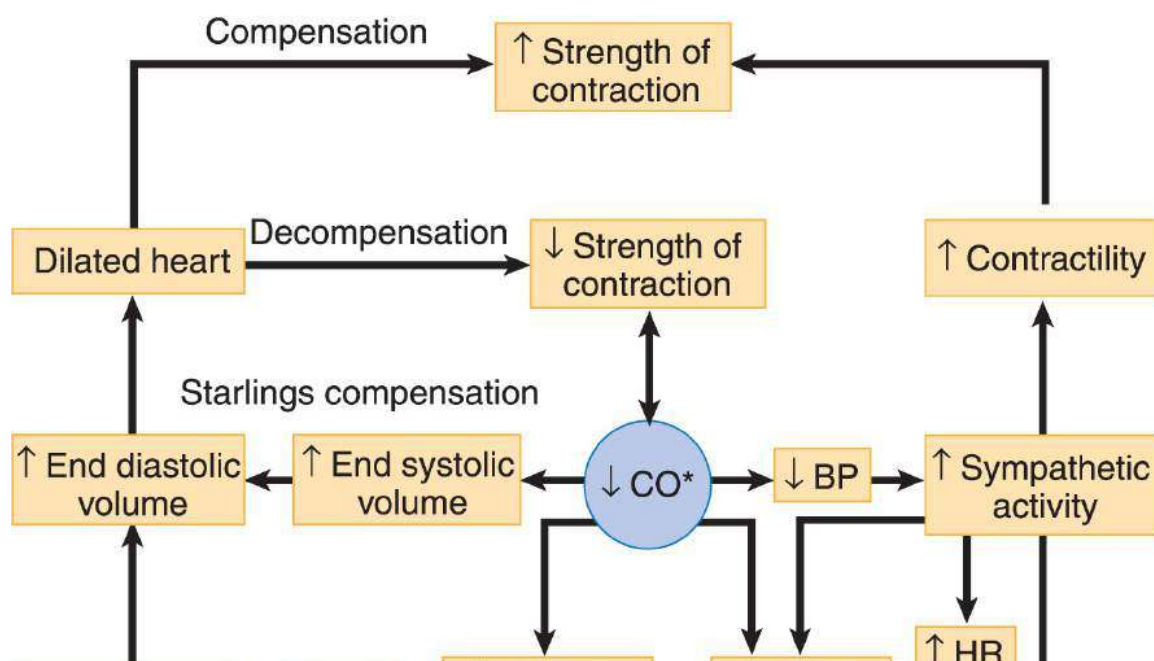 Compensation
↑ Strength of
contraction
Dilated heart
Decompensation
↓ Strength of
contraction
↑ Contractility
Starlings compensation
↑ End diastolic
volume
↑ End systolic
volume
↓ CO*
↓ BP
↑ Sympathetic
activity
↑ HR